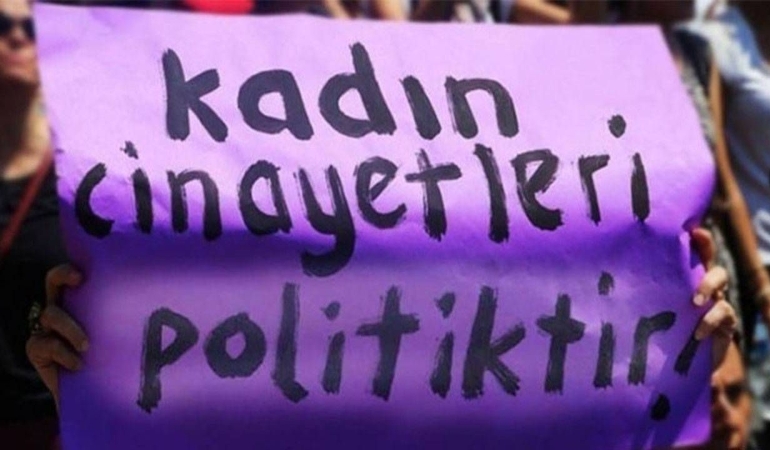 kadın
cinayetleri
politiktir!